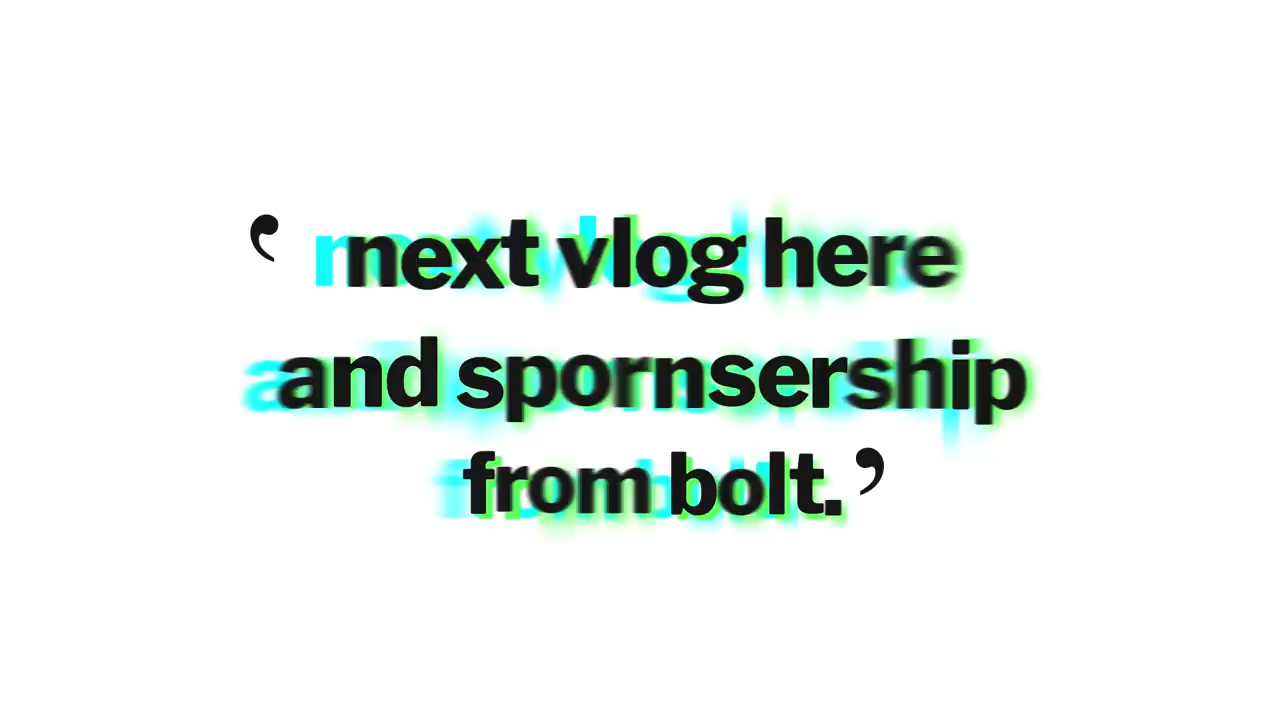 ‘ next vlog here
and spornsership
from bolt.’